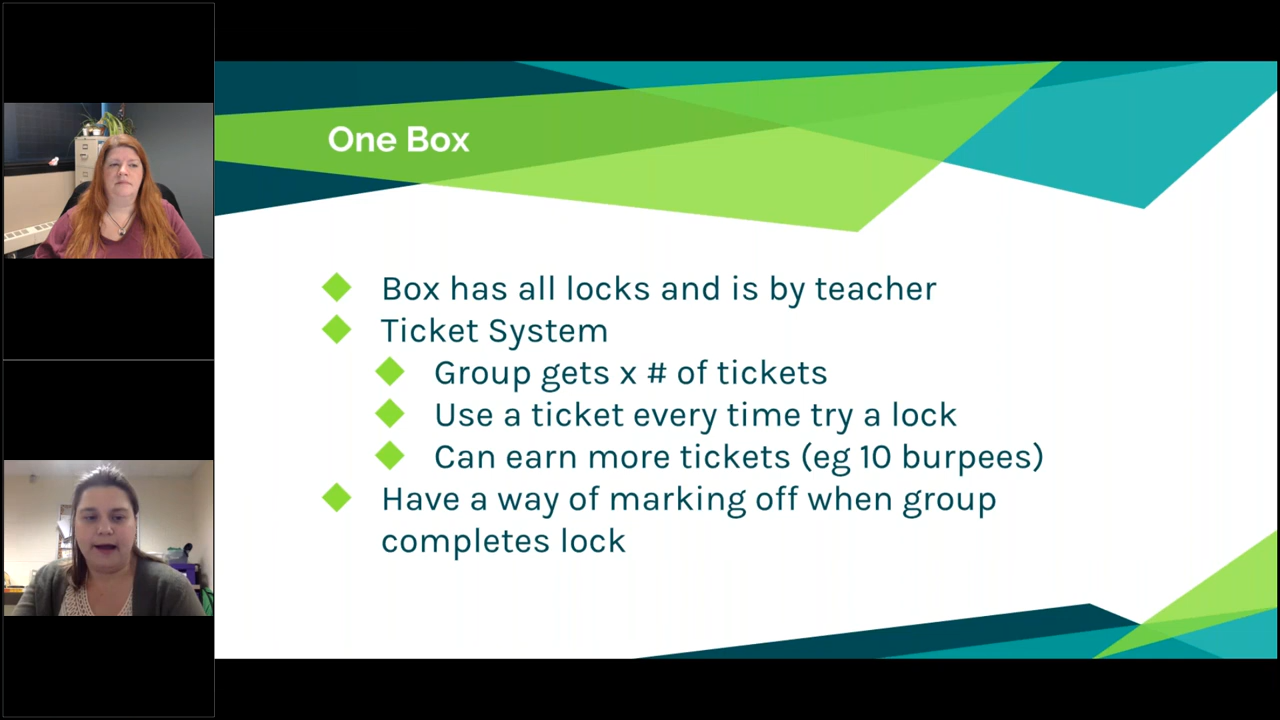 One Box
Box has all locks and is by teacher
Ticket System
Group gets x # of tickets
Use a ticket every time try a lock
Can earn more tickets (eg 10 burpees)
Have a way of marking off when group
completes lock